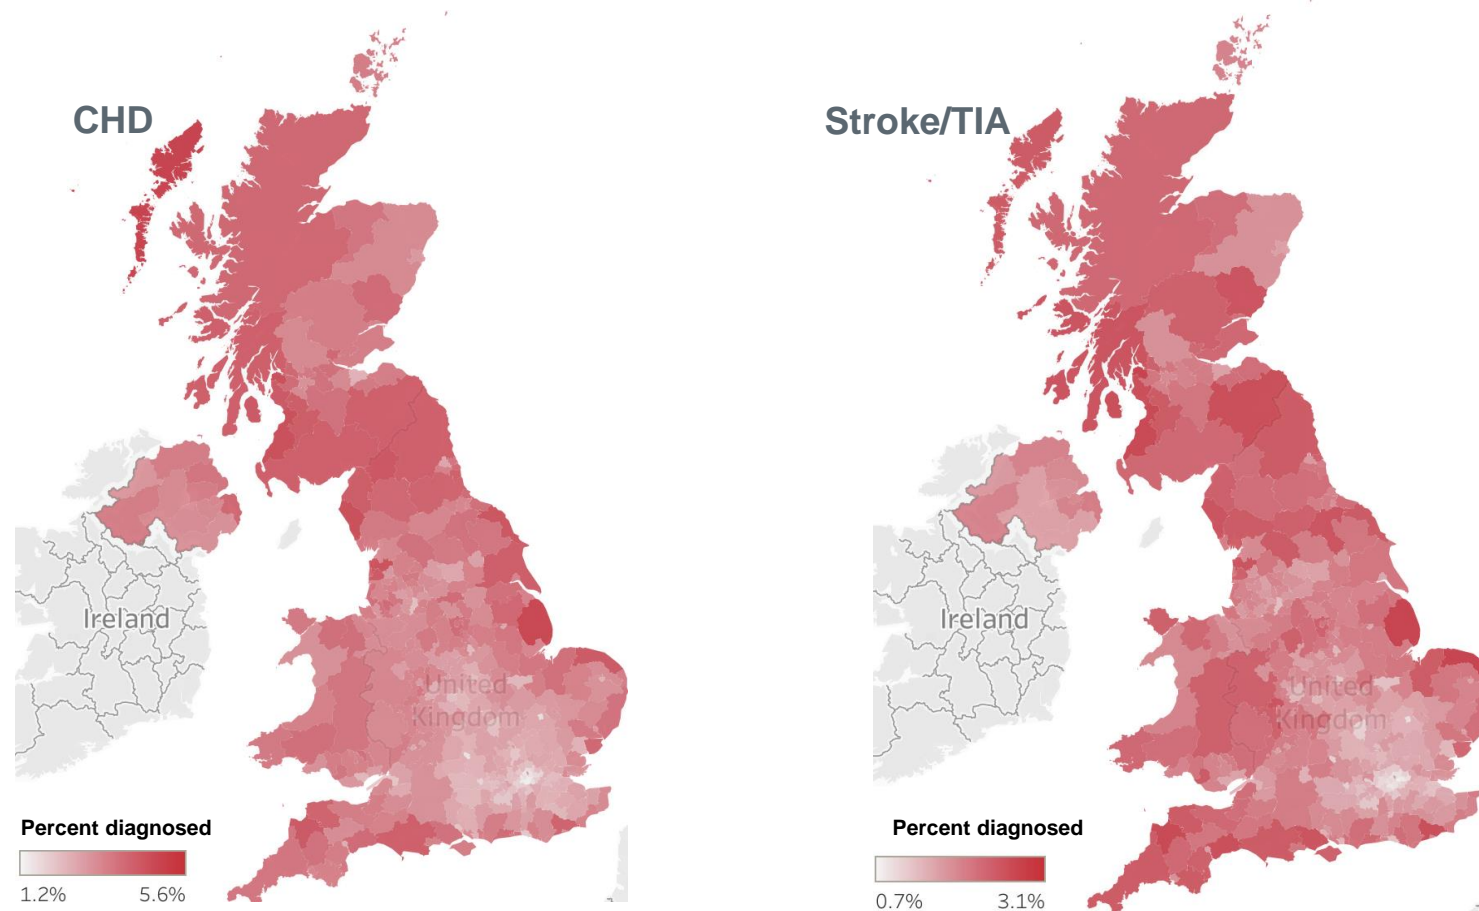 CHD
Stroke/TIA
Ireland
Ireland
United
Kingdom
United
Kingdom
Percent diagnosed
1.2% 5.6%
Percent diagnosed
0.7% 3.1%